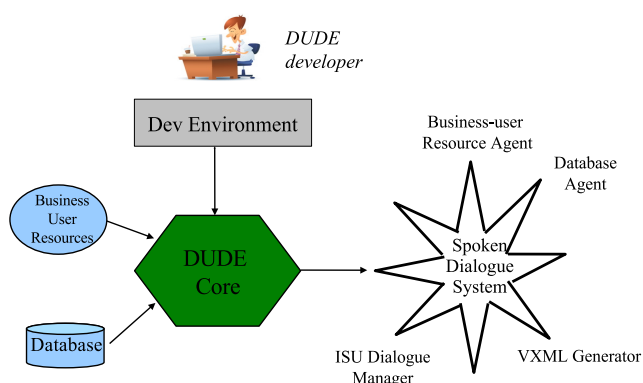 DUDE
developer
Dev Environment
Business-user
Resource Agent
Database
Agent
Business
User
Resources
DUDE
Core
Spoken
Dialogue
System
Database
ISU Dialogue
Manager
VXML Generator